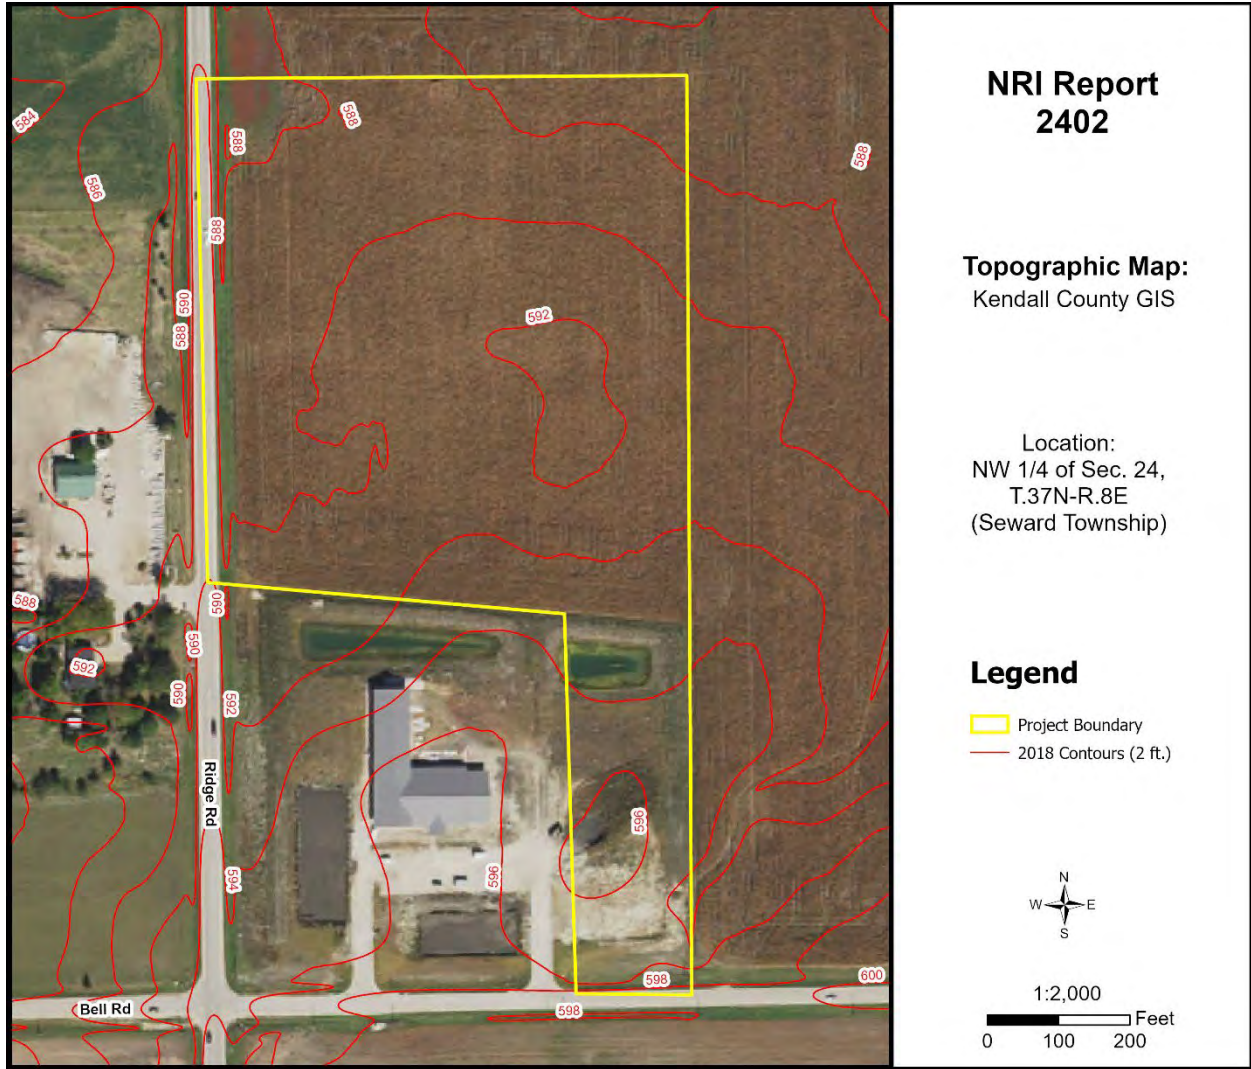 NRI Report
2402
Topographic Map:
Kendall County GIS
Location:
NW 1/4 of Sec. 24,
T.37N-R.8E
(Seward Township)
Legend
Project Boundary
2018 Contours (2 ft.)
N
W E
S
1:2,000
Feet
0 100 200
584
586
588
588
588
588
590
588
592
588
592
590
590
590
592
594
596
596
598
598
600
Ridge Rd
Bell Rd